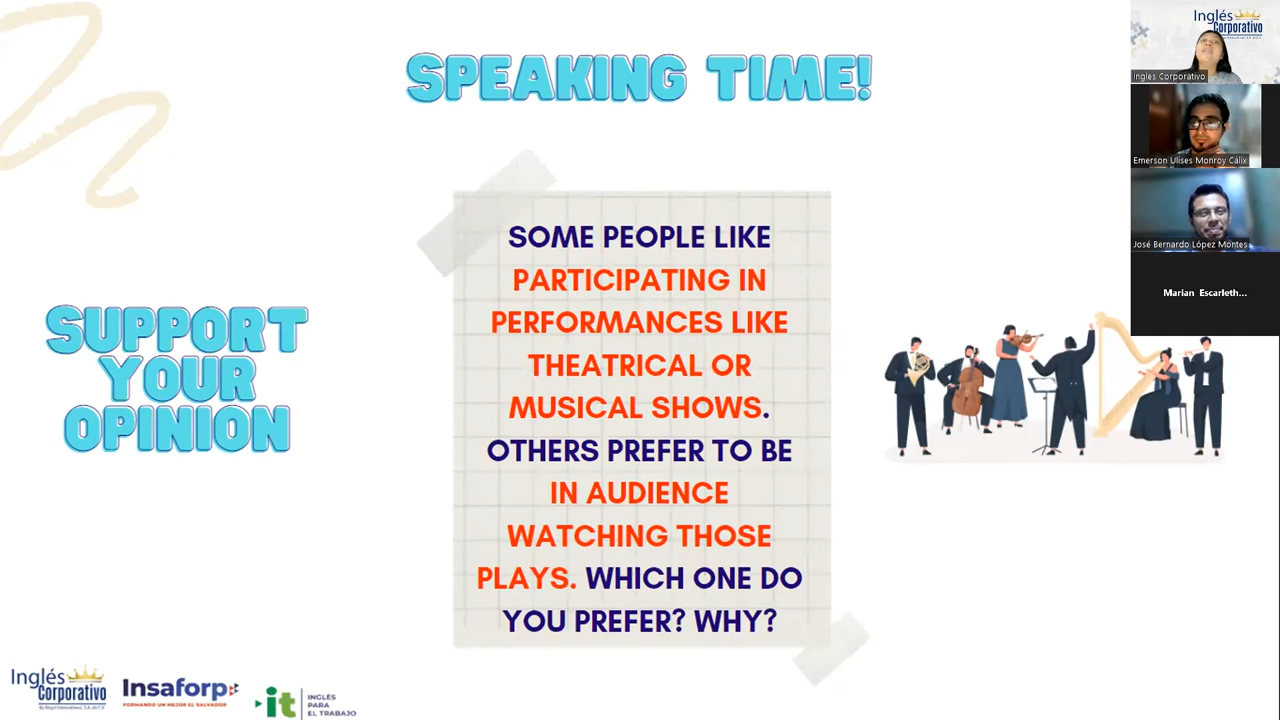 SPEAKING TIME!
SUPPORT
YOUR
OPINION
SOME PEOPLE LIKE
PARTICIPATING IN
PERFORMANCES LIKE
THEATRICAL OR
MUSICAL SHOWS.
OTHERS PREFER TO BE
IN AUDIENCE
WATCHING THOSE
PLAYS. WHICH ONE DO
YOU PREFER? WHY?
Inglés
Corporativo
Ingles Corporativo
Emerson Ulises Monroy Cálix
José Bernardo López Montes
Marian Escarleth...
Inglés
Corporativo
Insaforp
FORMANDO UN MEJOR EL SALVADOR
it
INGLÉS
PARA
EL TRABAJO